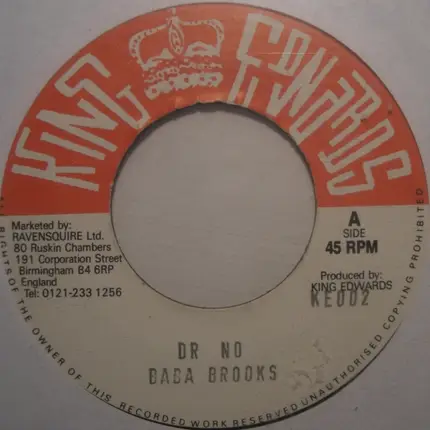 KING EDWARDS
Marketed by:
RAVENSQUIRE Ltd.
80 Ruskin Chambers
191 Corporation Street
Birmingham B4 6RP
England
Tel: 0121-233 1256
A
SIDE
45 RPM
Produced by:
KING EDWARDS
KE002
DR NO
BABA BROOKS
ALL RIGHTS OF THE OWNER OF THIS RECORDED WORK RESERVED UNAUTHORISED COPYING PROHIBITED